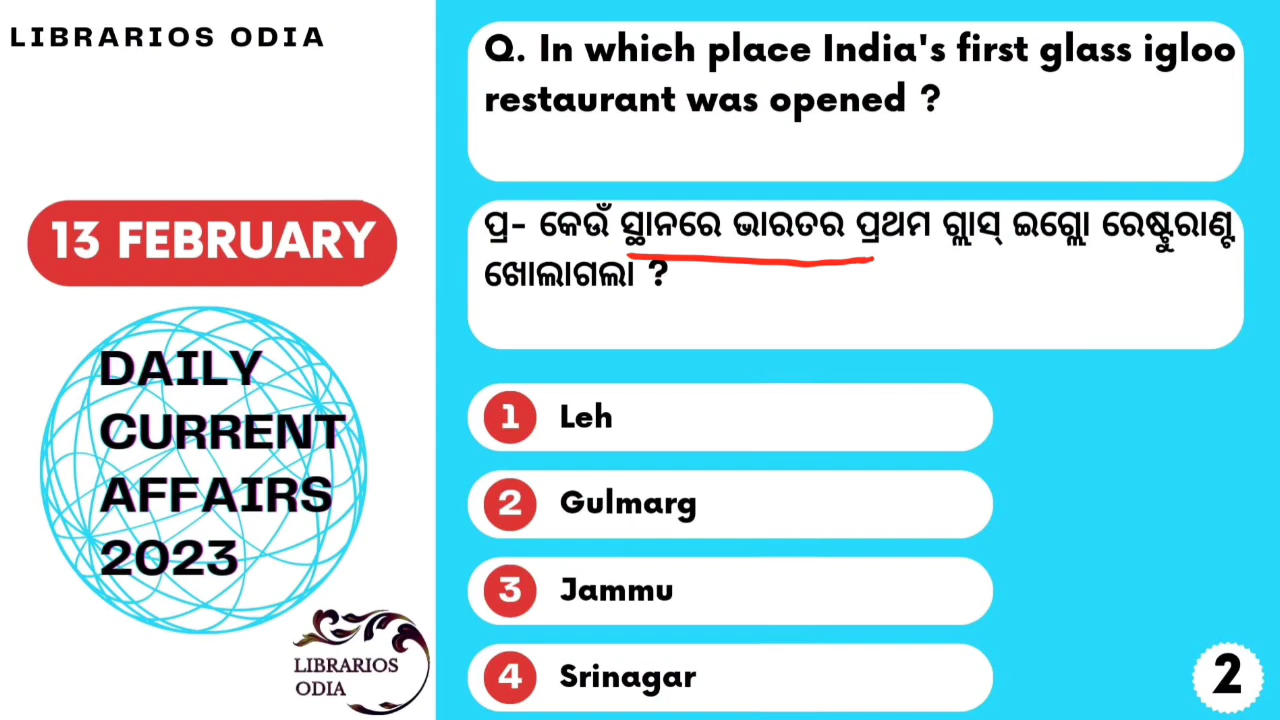 LIBRARIOS ODIA
13 FEBRUARY
DAILY
CURRENT
AFFAIRS
2023
LIBRARIOS
ODIA
Q. In which place India's first glass igloo
restaurant was opened ?
ପ୍ର- କେଉଁ ସ୍ଥାନରେ ଭାରତର ପ୍ରଥମ ଗ୍ଲାସ୍ ଇଗ୍ଲୋ ରେଷ୍ଟୁରାଣ୍ଟ
ଖୋଲାଗଲା ?
1 Leh
2 Gulmarg
3 Jammu
4 Srinagar
2